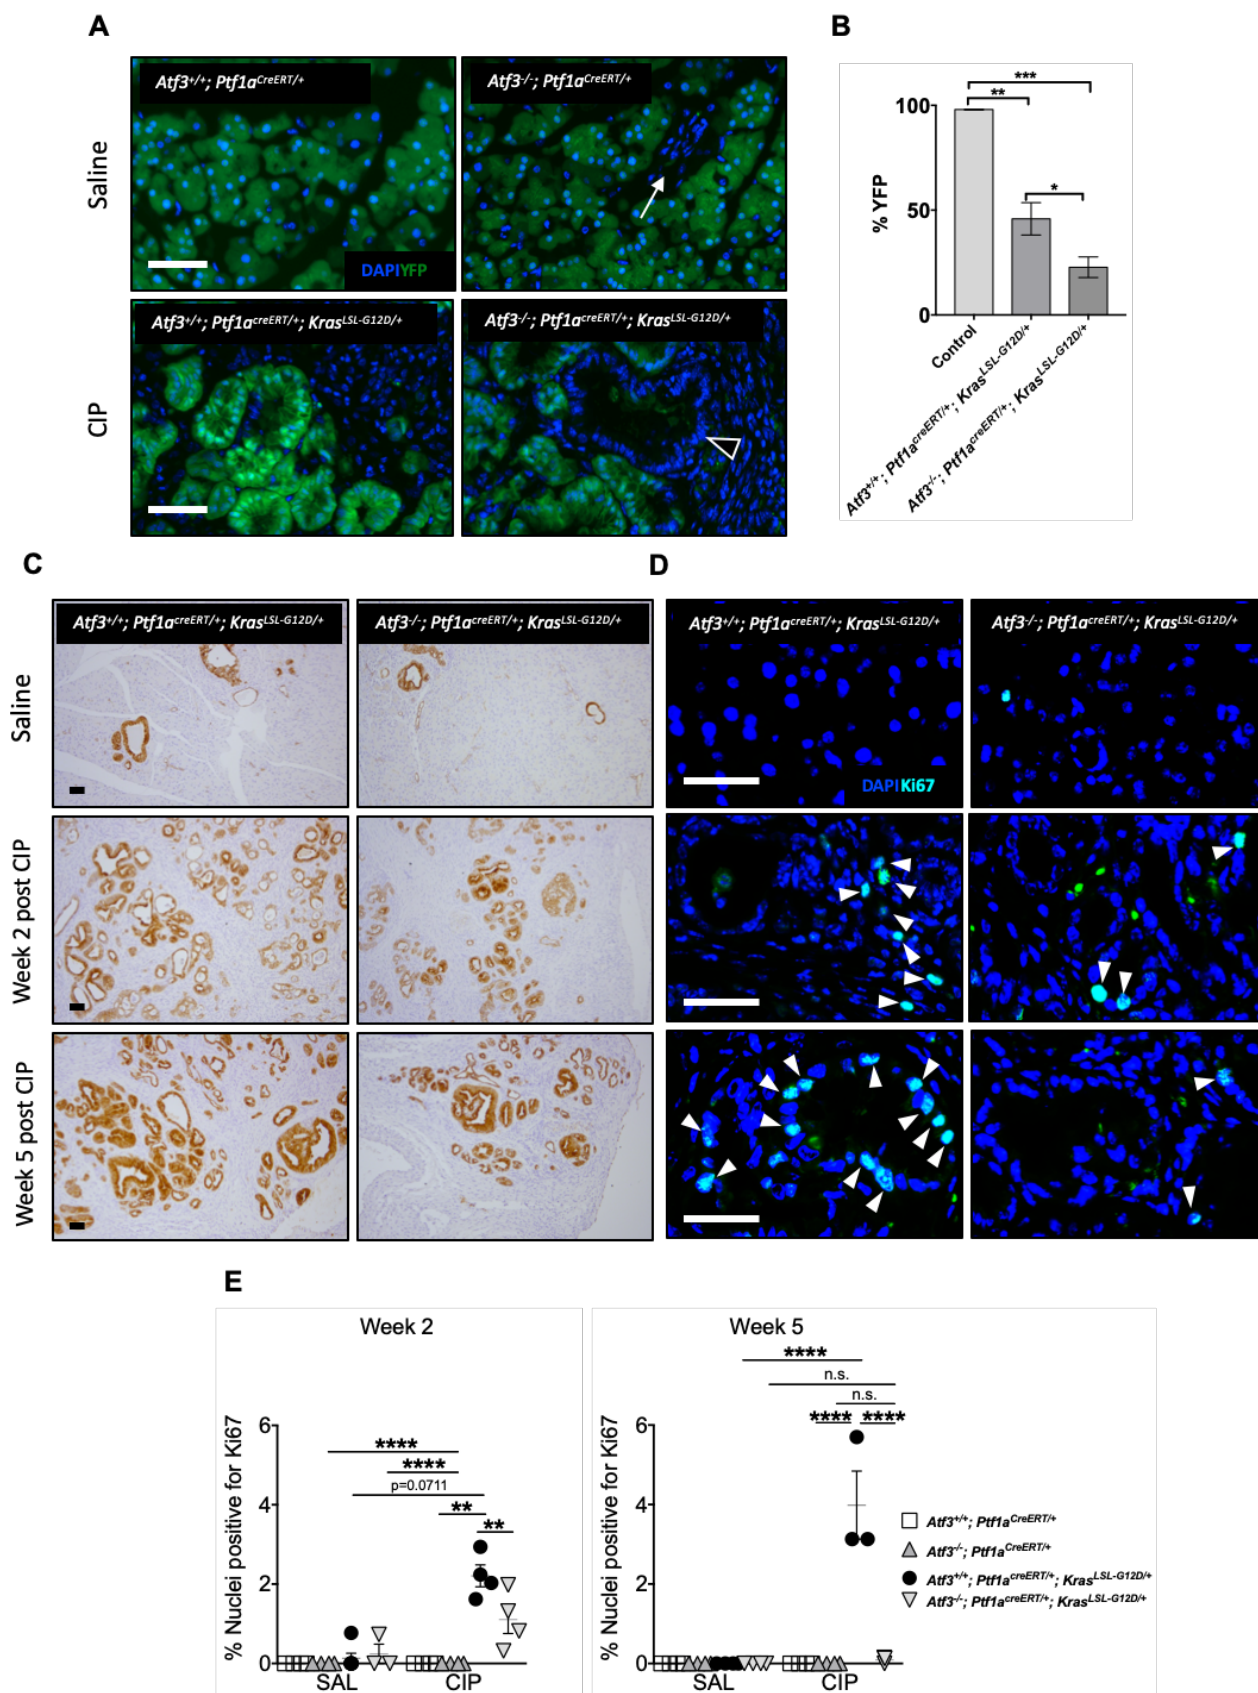 A
B
Atf3+/+; Ptf1aCreERT/+
Atf3-/-; Ptf1aCreERT/+
Saline
DAPIYFP
Atf3+/+; Ptf1acreERT/+; KrasLSL-G12D/+
Atf3-/-; Ptf1acreERT/+; KrasLSL-G12D/+
CIP
***
**
*
100
50
0
% YFP
Control
Atf3+/+; Ptf1acreERT/+; KrasLSL-G12D/+
Atf3-/-; Ptf1acreERT/+; KrasLSL-G12D/+
C
D
Atf3+/+; Ptf1acreERT/+; KrasLSL-G12D/+
Atf3-/-; Ptf1acreERT/+; KrasLSL-G12D/+
Atf3+/+; Ptf1acreERT/+; KrasLSL-G12D/+
Atf3-/-; Ptf1acreERT/+; KrasLSL-G12D/+
Saline
DAPIKi67
Week 2 post CIP
Week 5 post CIP
E
Week 2
% Nuclei positive for Ki67
6
4
2
0
****
****
p=0.0711
**
**
SAL
CIP
Week 5
% Nuclei positive for Ki67
6
4
2
0
****
n.s.
n.s.
****
****
SAL
CIP
Atf3+/+; Ptf1aCreERT/+
Atf3-/-; Ptf1aCreERT/+
Atf3+/+; Ptf1acreERT/+; KrasLSL-G12D/+
Atf3-/-; Ptf1acreERT/+; KrasLSL-G12D/+